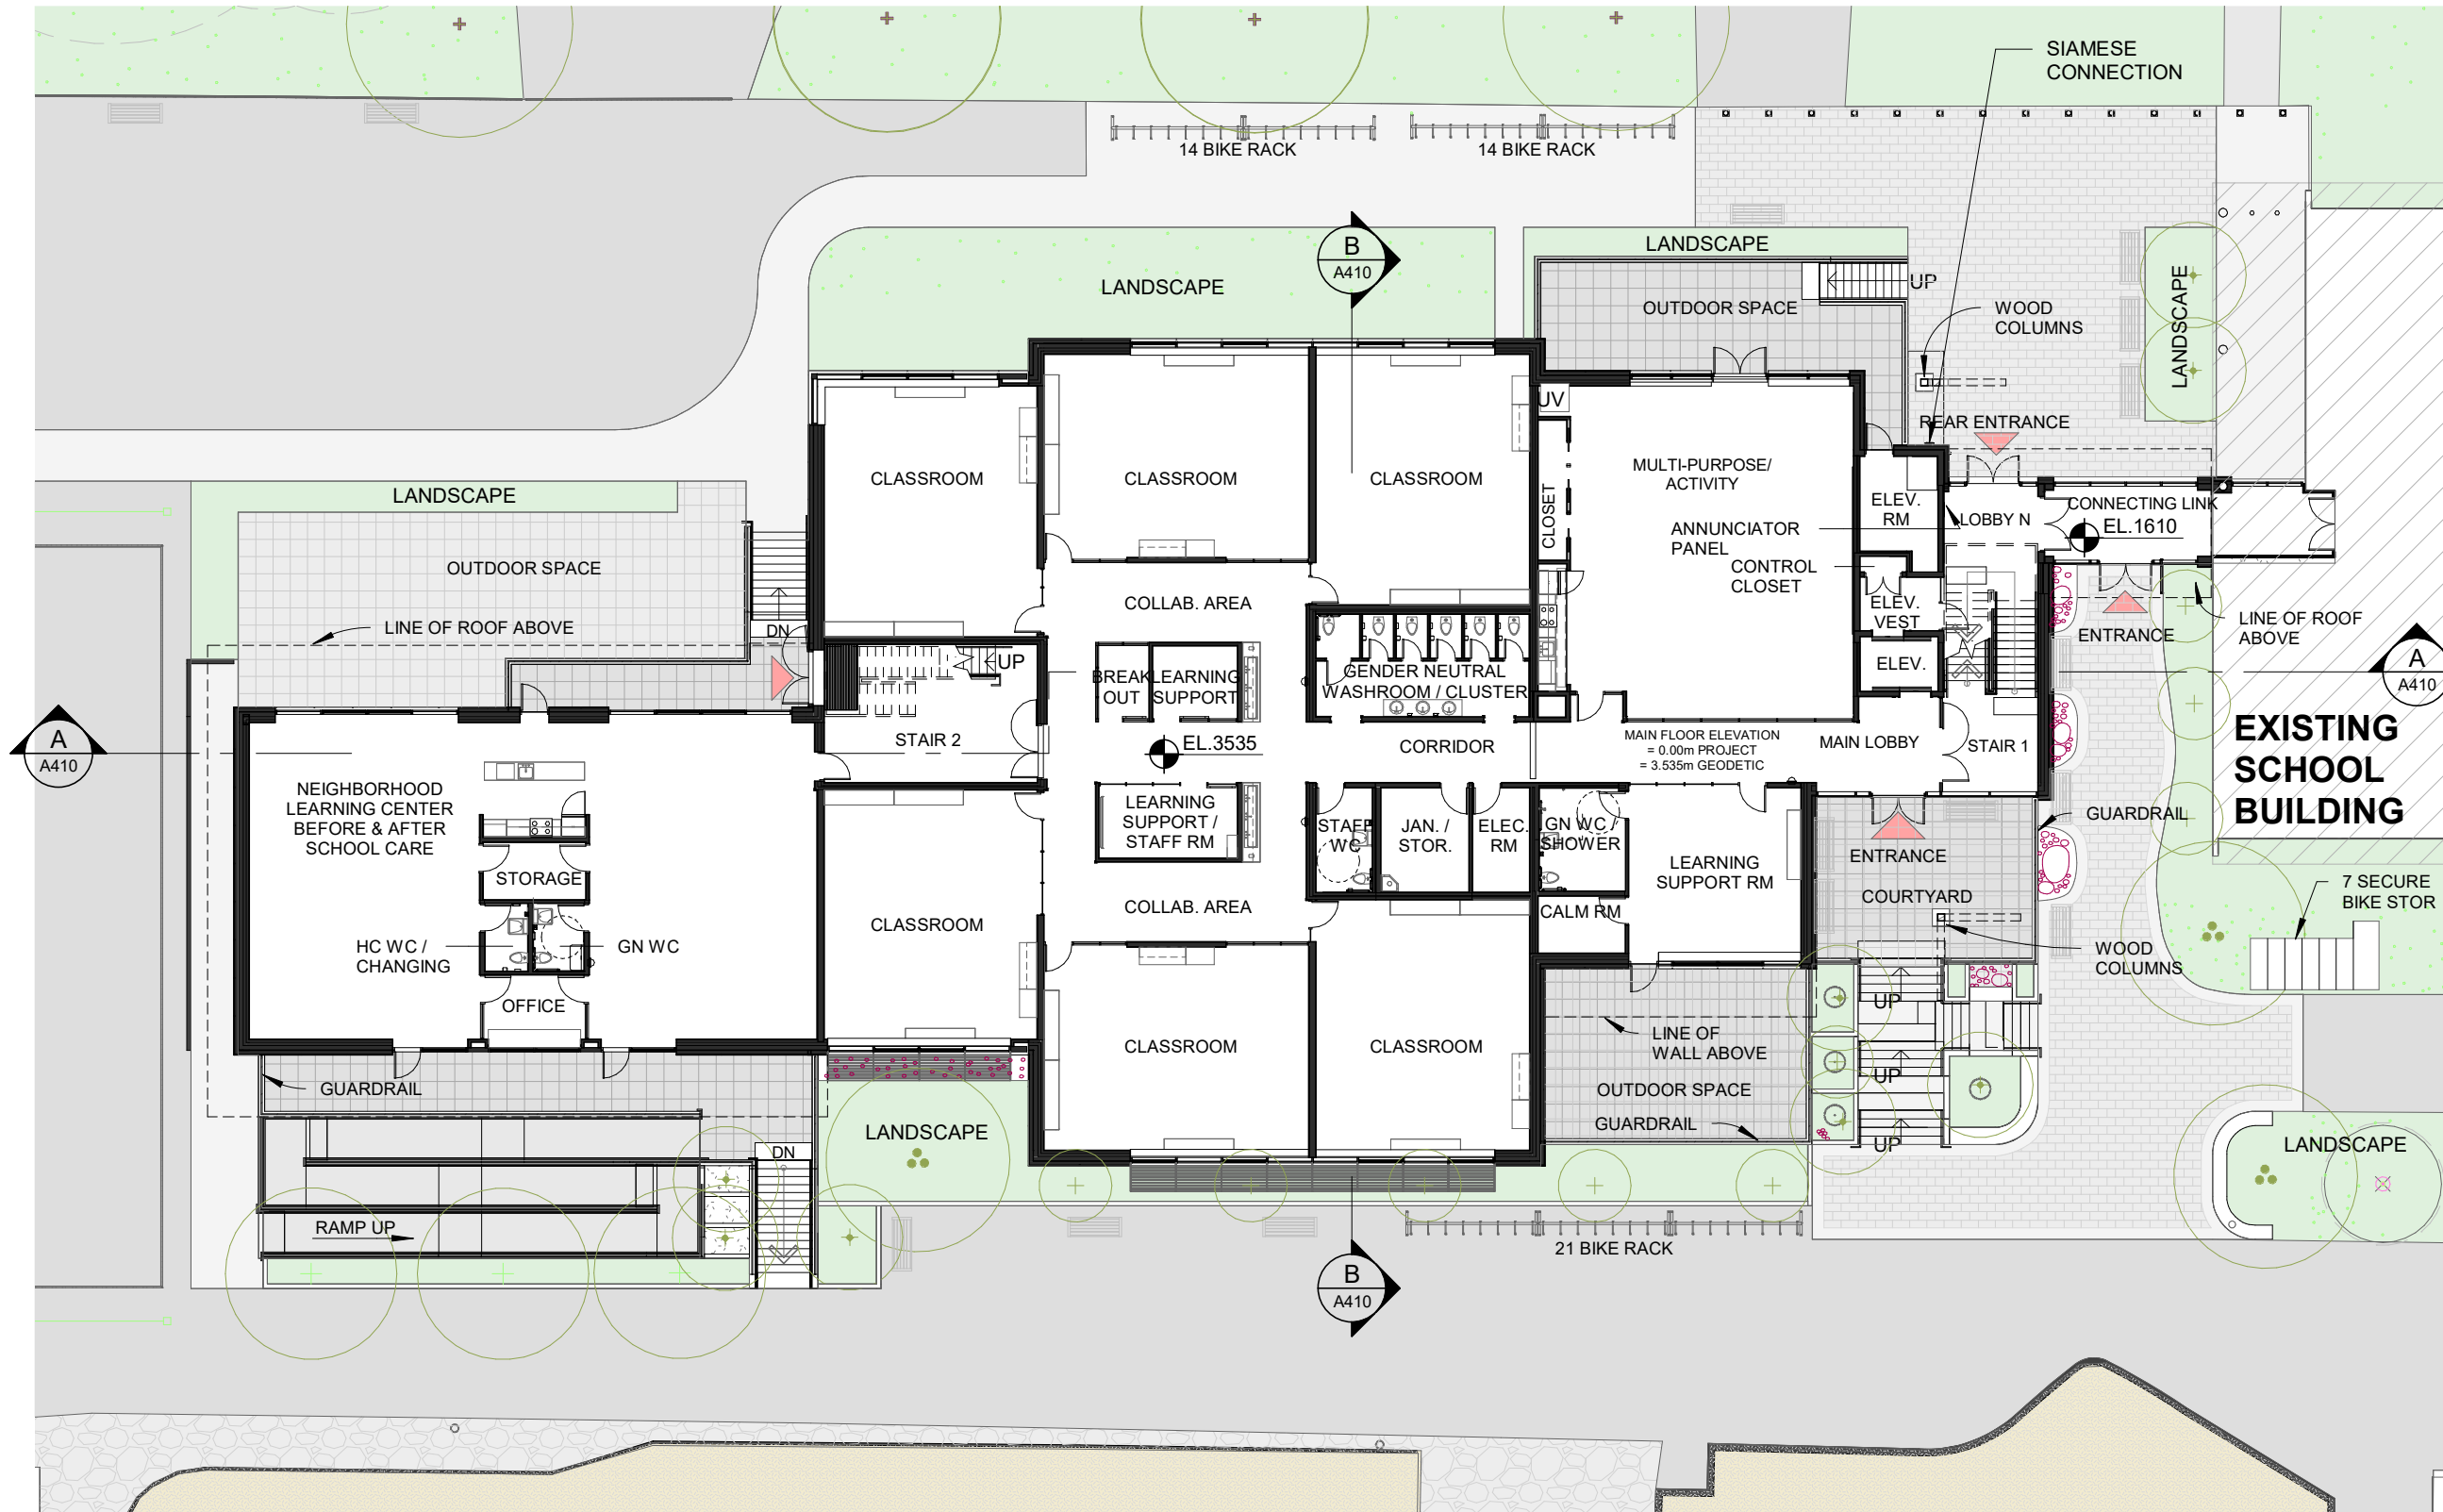 SIAMESE
CONNECTION
14 BIKE RACK
14 BIKE RACK
B
A410
LANDSCAPE
LANDSCAPE
OUTDOOR SPACE
UP
LANDSCAPE
WOOD
COLUMNS
UV
REAR ENTRANCE
CLASSROOM
CLASSROOM
CLASSROOM
CLOSET
MULTI-PURPOSE/
ACTIVITY
ELEV.
RM
LOBBY N
CONNECTING LINK
EL.1610
ANNUNCIATOR
PANEL
CONTROL
CLOSET
LANDSCAPE
OUTDOOR SPACE
LINE OF ROOF ABOVE
DN
COLLAB. AREA
ELEV.
VEST
ENTRANCE
LINE OF ROOF
ABOVE
UP
BREAK
OUT
LEARNING
SUPPORT
GENDER NEUTRAL
WASHROOM / CLUSTER
ELEV.
A
A410
A
A410
STAIR 2
EL.3535
CORRIDOR
MAIN FLOOR ELEVATION
= 0.00m PROJECT
= 3.535m GEODETIC
MAIN LOBBY
STAIR 1
EXISTING
SCHOOL
BUILDING
NEIGHBORHOOD
LEARNING CENTER
BEFORE & AFTER
SCHOOL CARE
LEARNING
SUPPORT /
STAFF RM
STAFF
WC
JAN. /
STOR.
ELEC.
RM
GN WC /
SHOWER
GUARDRAIL
ENTRANCE
LEARNING
SUPPORT RM
STORAGE
COURTYARD
7 SECURE
BIKE STOR
CLASSROOM
COLLAB. AREA
CALM RM
HC WC /
CHANGING
GN WC
WOOD
COLUMNS
OFFICE
UP
CLASSROOM
CLASSROOM
LINE OF
WALL ABOVE
UP
GUARDRAIL
OUTDOOR SPACE
LANDSCAPE
GUARDRAIL
UP
LANDSCAPE
DN
RAMP UP
21 BIKE RACK
B
A410